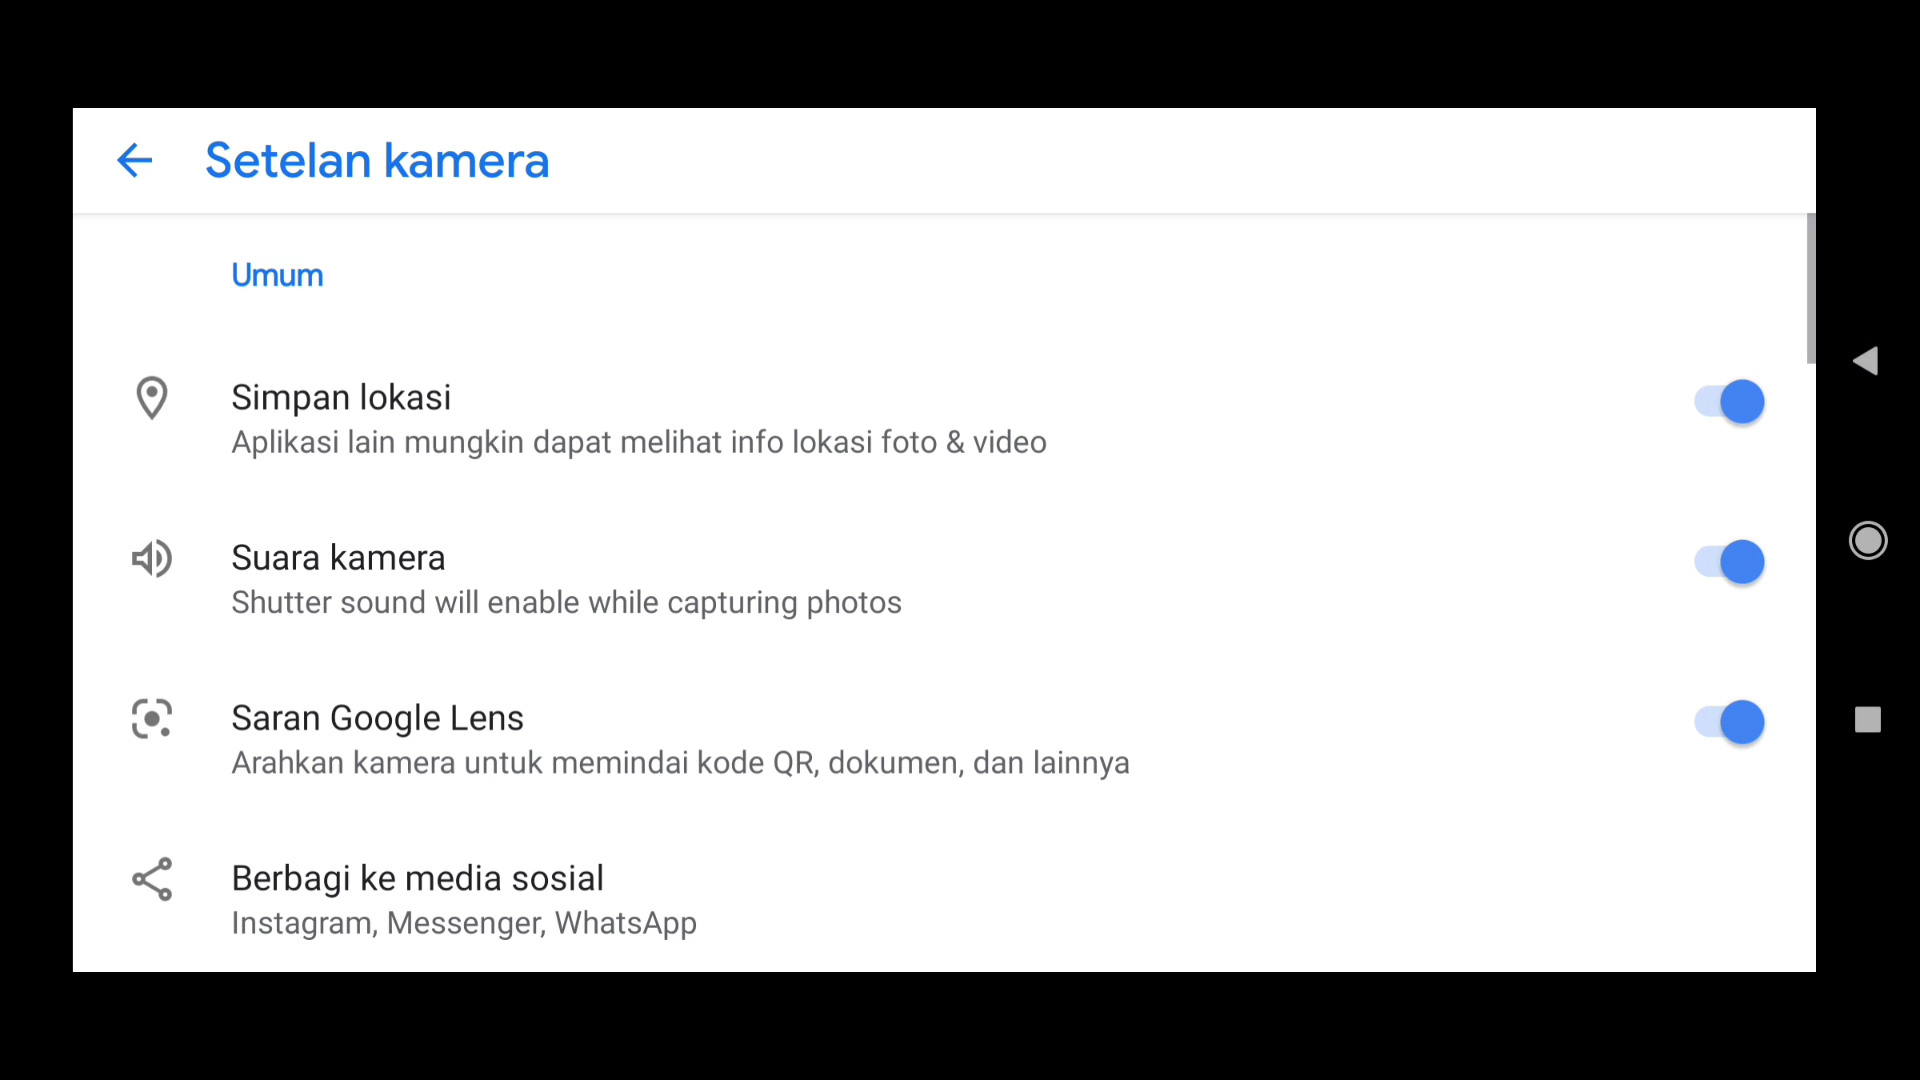 Setelan kamera
Umum
Simpan lokasi
Aplikasi lain mungkin dapat melihat info lokasi foto & video
Suara kamera
Shutter sound will enable while capturing photos
Saran Google Lens
Arahkan kamera untuk memindai kode QR, dokumen, dan lainnya
Berbagi ke media sosial
Instagram, Messenger, WhatsApp